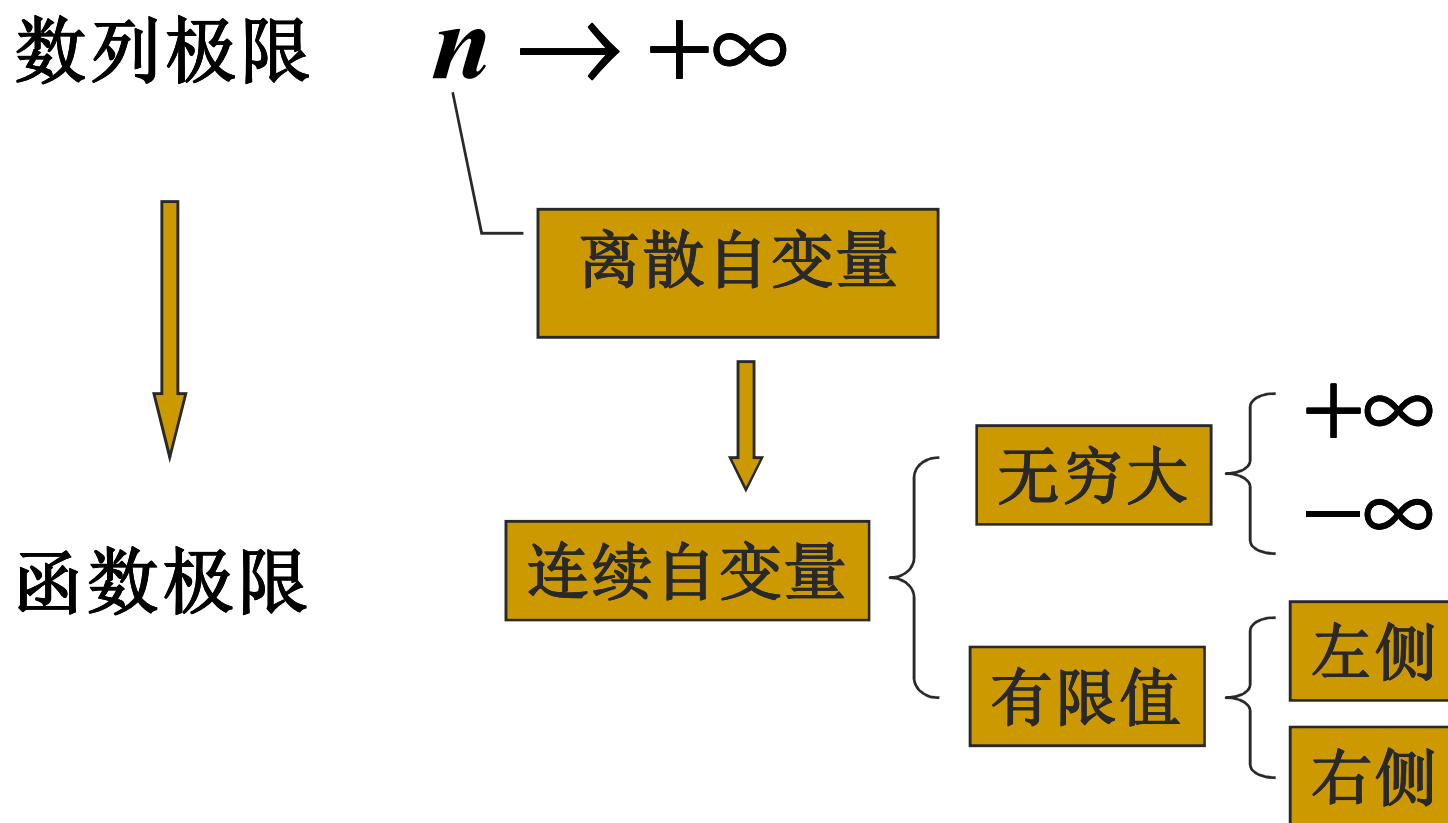 数列极限 n → +∞
离散自变量
+∞
无穷大
−∞
函数极限 连续自变量
左侧
有限值
右侧